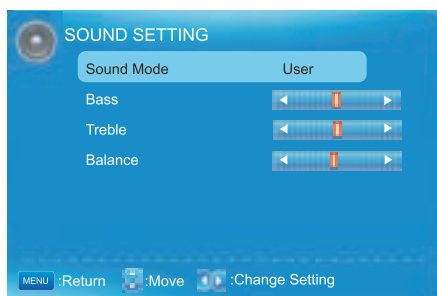 SOUND SETTING
Sound Mode User
Bass
Treble
Balance
MENU :Return :Move :Change Setting